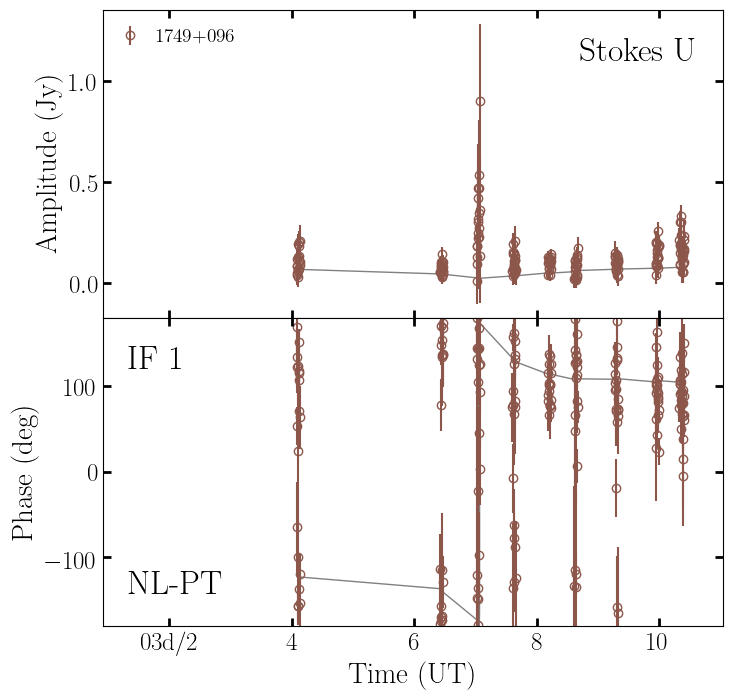 1749+096
Stokes U
Amplitude (Jy)
1.0
0.5
0.0
IF 1
NL-PT
Phase (deg)
100
0
−100
03d/2
4
6
8
10
Time (UT)